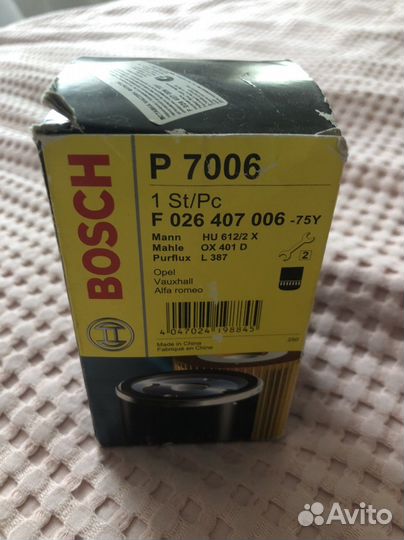 P 7006
1 St/Pc
F 026 407 006 -75Y
Mann HU 612/2 X
Mahle OX 401 D
Purflux L 387
2
Opel
Vauxhall
Alfa romeo
4 047024 198845
Made in China
Fabriqué en Chine
BOSCH
Avito